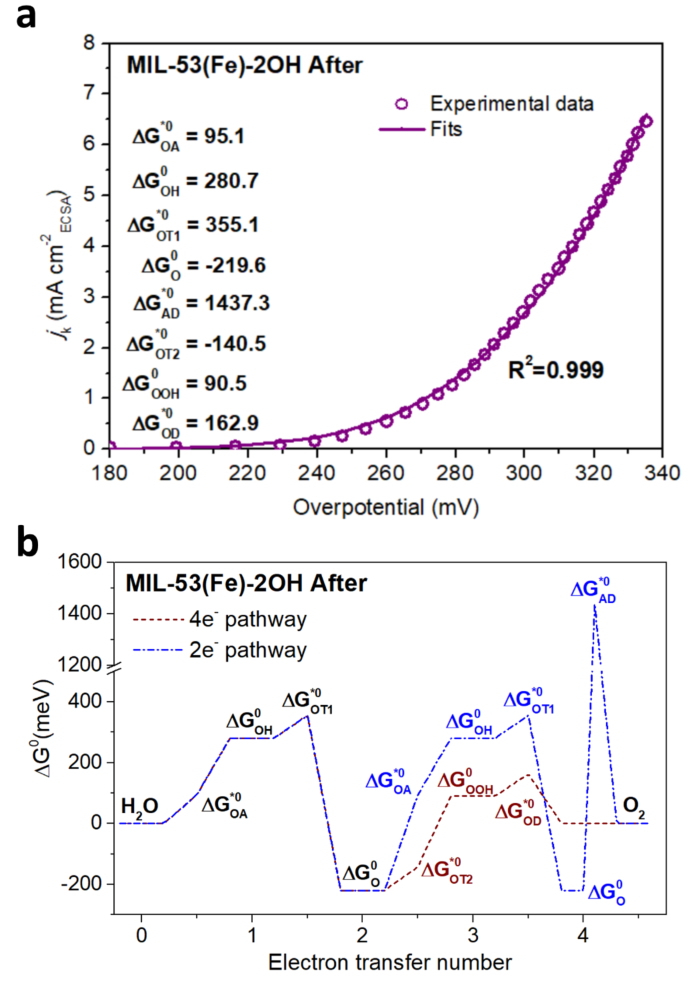 a
MIL-53(Fe)-2OH After
Experimental data
Fits
ΔG*0OA = 95.1
ΔG0OH = 280.7
ΔG*0OT1 = 355.1
ΔG0O = -219.6
ΔG*0AD = 1437.3
ΔG*0OT2 = -140.5
ΔG0OOH = 90.5
ΔG*0OD = 162.9
R2=0.999
jk (mA cm-2ECSA)
8
7
6
5
4
3
2
1
0
180 200 220 240 260 280 300 320 340
Overpotential (mV)
b
MIL-53(Fe)-2OH After
4e- pathway
2e- pathway
ΔG0(meV)
1600
1400
1200
400
200
0
-200
ΔG*0AD
ΔG0OH
ΔG*0OT1
ΔG0OH
ΔG*0OT1
H2O
ΔG*0OA
ΔG*0OA
ΔG0OOH
ΔG*0OD
O2
ΔG0O
ΔG*0OT2
ΔG0O
0 1 2 3 4
Electron transfer number